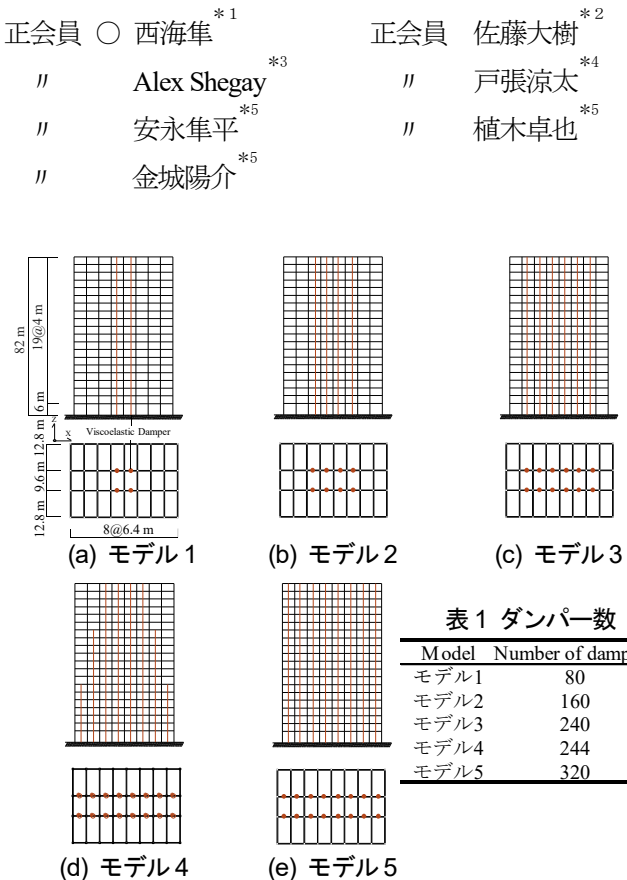 正会員 ○ 西海隼*1 正会員 佐藤大樹*2
〃 Alex Shegay*3 〃 戸張涼太*4
〃 安永隼平*5 〃 植木卓也*5
〃 金城陽介*5
82 m
19@4 m
6 m
z
x
Viscoelastic Damper
12.8 m
9.6 m
12.8 m
8@6.4 m
(a) モデル1
(b) モデル2
(c) モデル3
表1 ダンパー数
Model Number of damp
モデル1 80
モデル2 160
モデル3 240
モデル4 244
モデル5 320
(d) モデル4
(e) モデル5